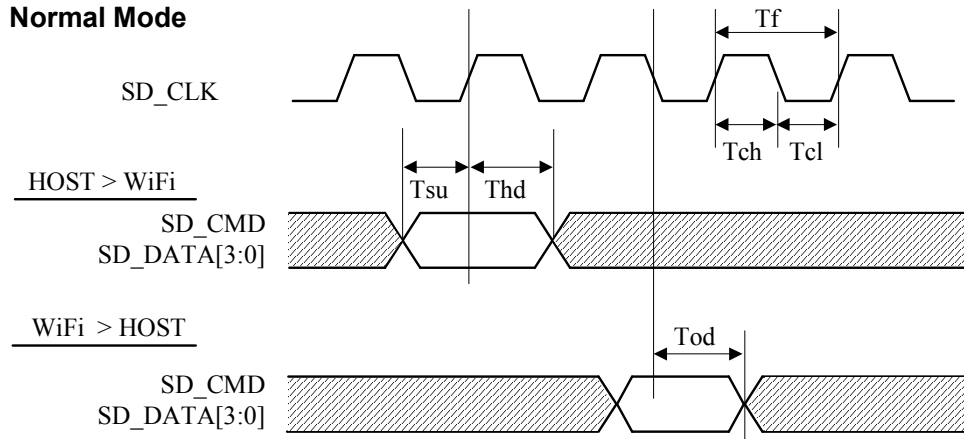 Normal Mode
Tf
SD_CLK
Tch Tcl
HOST > WiFi
Tsu Thd
SD_CMD
SD_DATA[3:0]
WiFi > HOST
Tod
SD_CMD
SD_DATA[3:0]